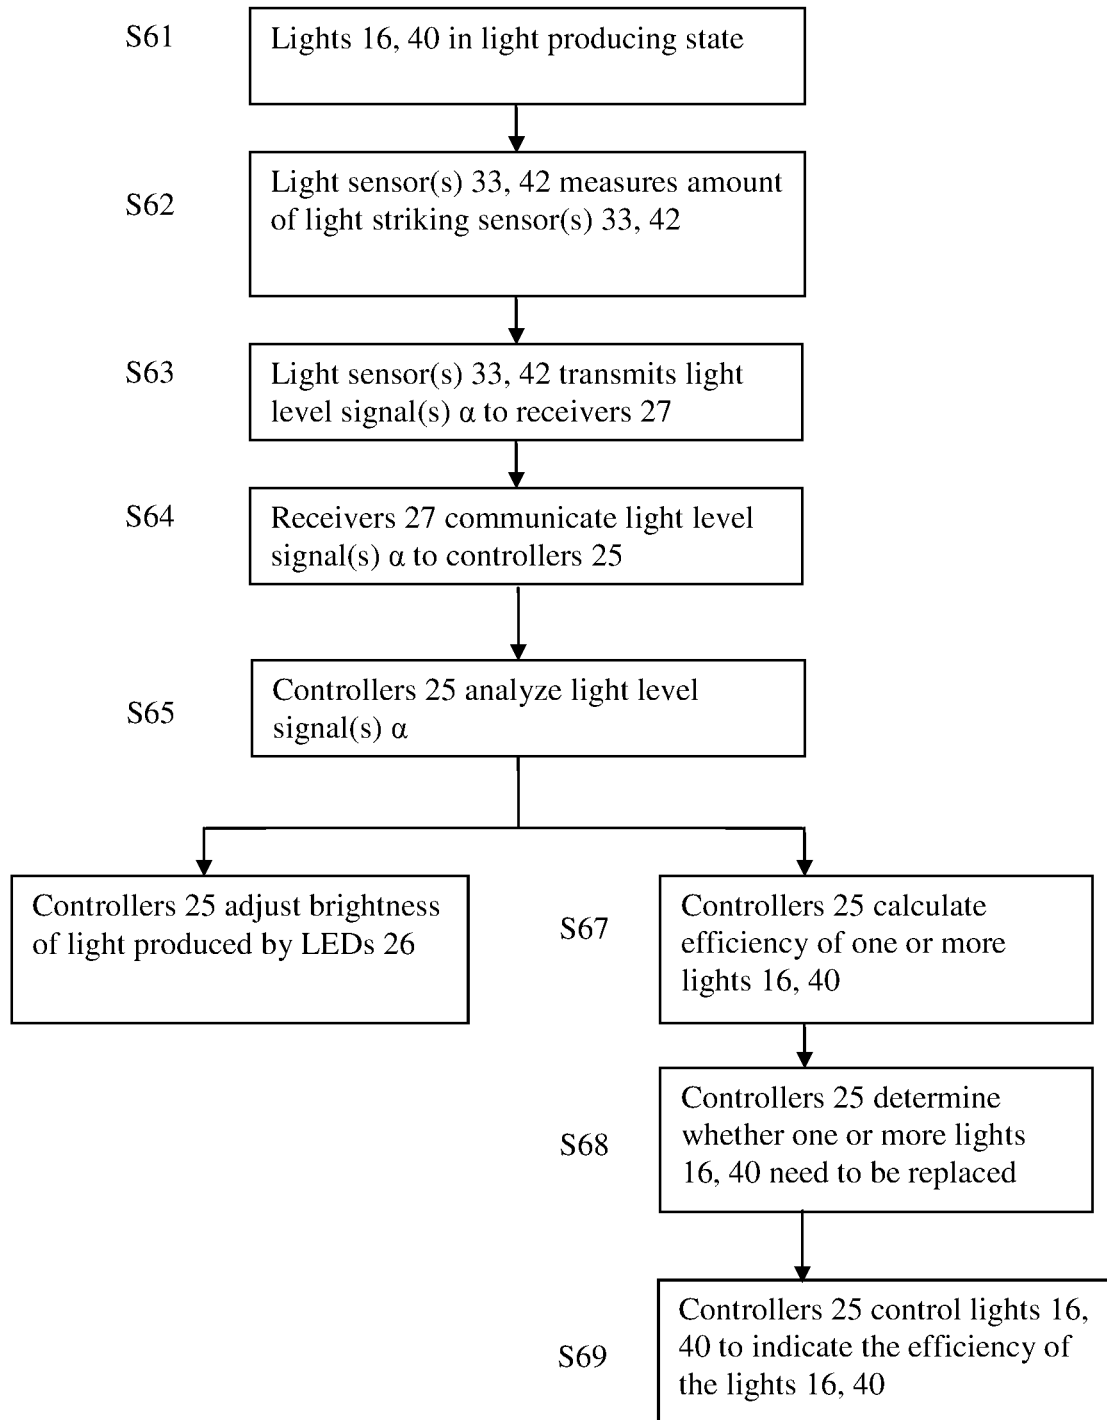 S61
Lights 16, 40 in light producing state
S62
Light sensor(s) 33, 42 measures amount
of light striking sensor(s) 33, 42
S63
Light sensor(s) 33, 42 transmits light
level signal(s) α to receivers 27
S64
Receivers 27 communicate light level
signal(s) α to controllers 25
S65
Controllers 25 analyze light level
signal(s) α
Controllers 25 adjust brightness
of light produced by LEDs 26
S67
Controllers 25 calculate
efficiency of one or more
lights 16, 40
S68
Controllers 25 determine
whether one or more lights
16, 40 need to be replaced
S69
Controllers 25 control lights 16,
40 to indicate the efficiency of
the lights 16, 40